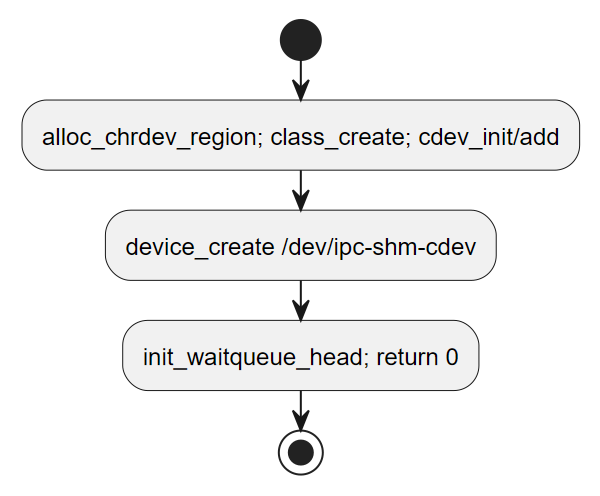 alloc_chrdev_region; class_create; cdev_init/add
device_create /dev/ipc-shm-cdev
init_waitqueue_head; return 0